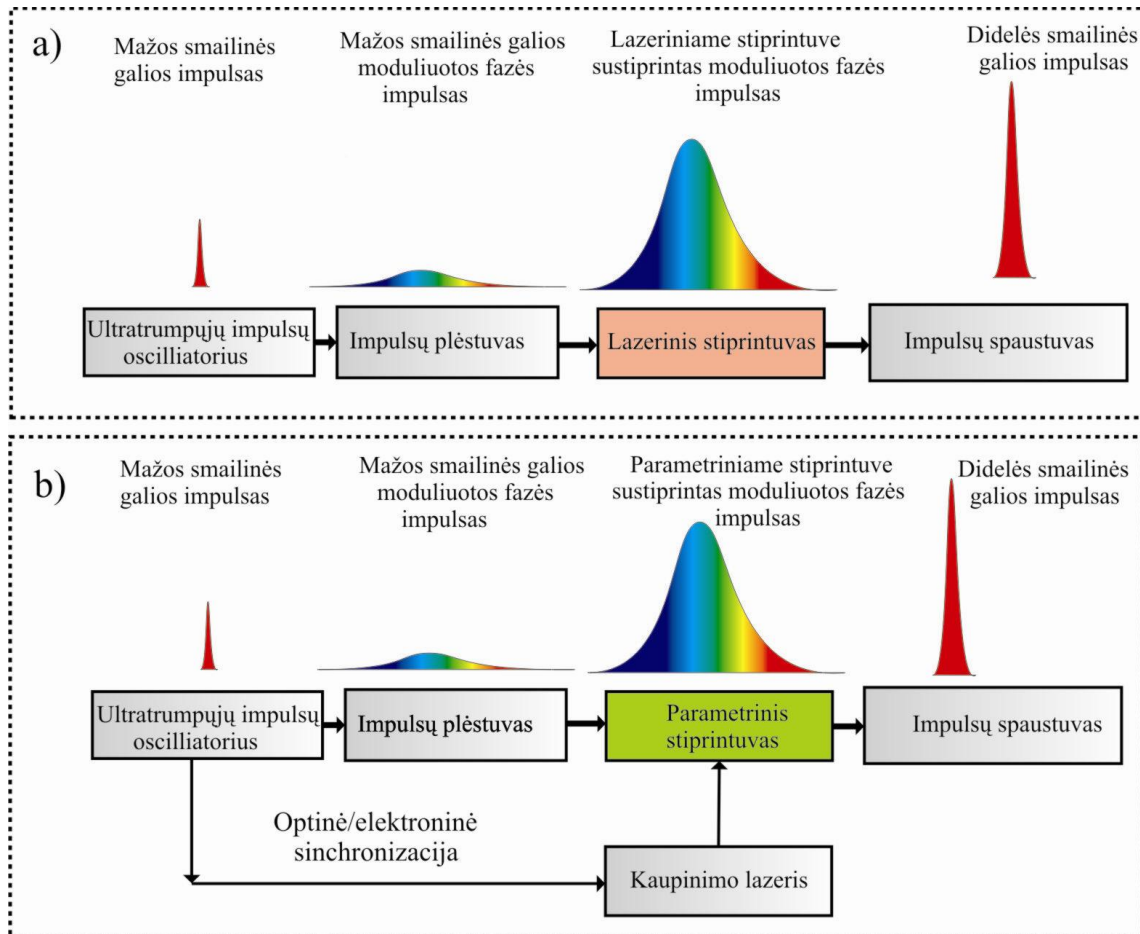 a)
Mažos smailinės
galios impulsas
Mažos smailinės galios
moduliuotos fazės
impulsas
Lazeriniame stiprintuve
sustiprintas moduliuotos fazės
impulsas
Didelės smailinės
galios impulsas
Ultratrumpųjų impulsų
oscilliatorius
Impulsų plėstuvas
Lazerinis stiprintuvas
Impulsų spaustuvas
b)
Mažos smailinės
galios impulsas
Mažos smailinės galios
moduliuotos fazės
impulsas
Parametriniame stiprintuve
sustiprintas moduliuotos fazės
impulsas
Didelės smailinės
galios impulsas
Ultratrumpųjų impulsų
oscilliatorius
Impulsų plėstuvas
Parametrinis
stiprintuvas
Impulsų spaustuvas
Optinė/elektroninė
sinchronizacija
Kaupinimo lazeris